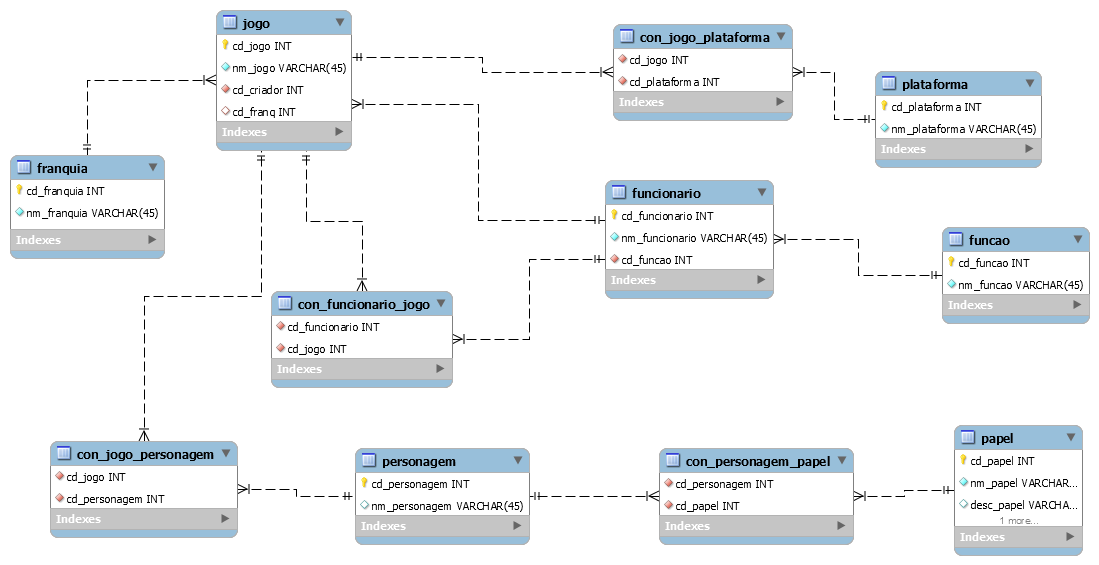 jogo
cd_jogo INT
nm_jogo VARCHAR(45)
cd_criador INT
cd_franq INT
Indexes
con_jogo_plataforma
cd_jogo INT
cd_plataforma INT
Indexes
plataforma
cd_plataforma INT
nm_plataforma VARCHAR(45)
Indexes
franquia
cd_franquia INT
nm_franquia VARCHAR(45)
Indexes
funcionario
cd_funcionario INT
nm_funcionario VARCHAR(45)
cd_funcao INT
Indexes
funcao
cd_funcao INT
nm_funcao VARCHAR(45)
Indexes
con_funcionario_jogo
cd_funcionario INT
cd_jogo INT
Indexes
con_jogo_personagem
cd_jogo INT
cd_personagem INT
Indexes
personagem
cd_personagem INT
nm_personagem VARCHAR(45)
Indexes
con_personagem_papel
cd_personagem INT
cd_papel INT
Indexes
papel
cd_papel INT
nm_papel VARCHAR...
desc_papel VARCHA...
1 more...
Indexes